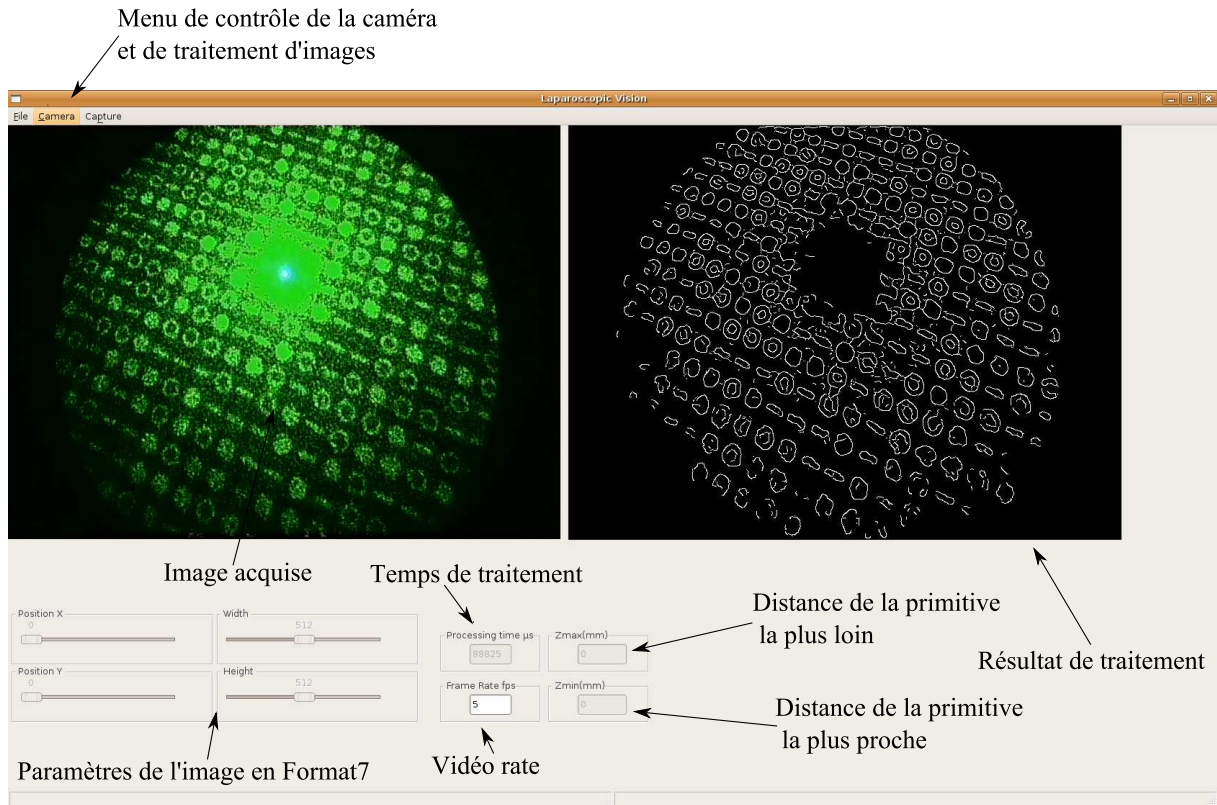 Menu de contrôle de la caméra
et de traitement d'images
Laparoscopic Vision
File Camera Capture
Image acquise
Temps de traitement
Distance de la primitive
la plus loin
Résultat de traitement
Position X
0
Width
512
Processing time µs
88825
Zmax(mm)
0
Position Y
0
Height
512
Frame Rate fps
5
Zmin(mm)
0
Distance de la primitive
la plus proche
Paramètres de l'image en Format7
Vidéo rate